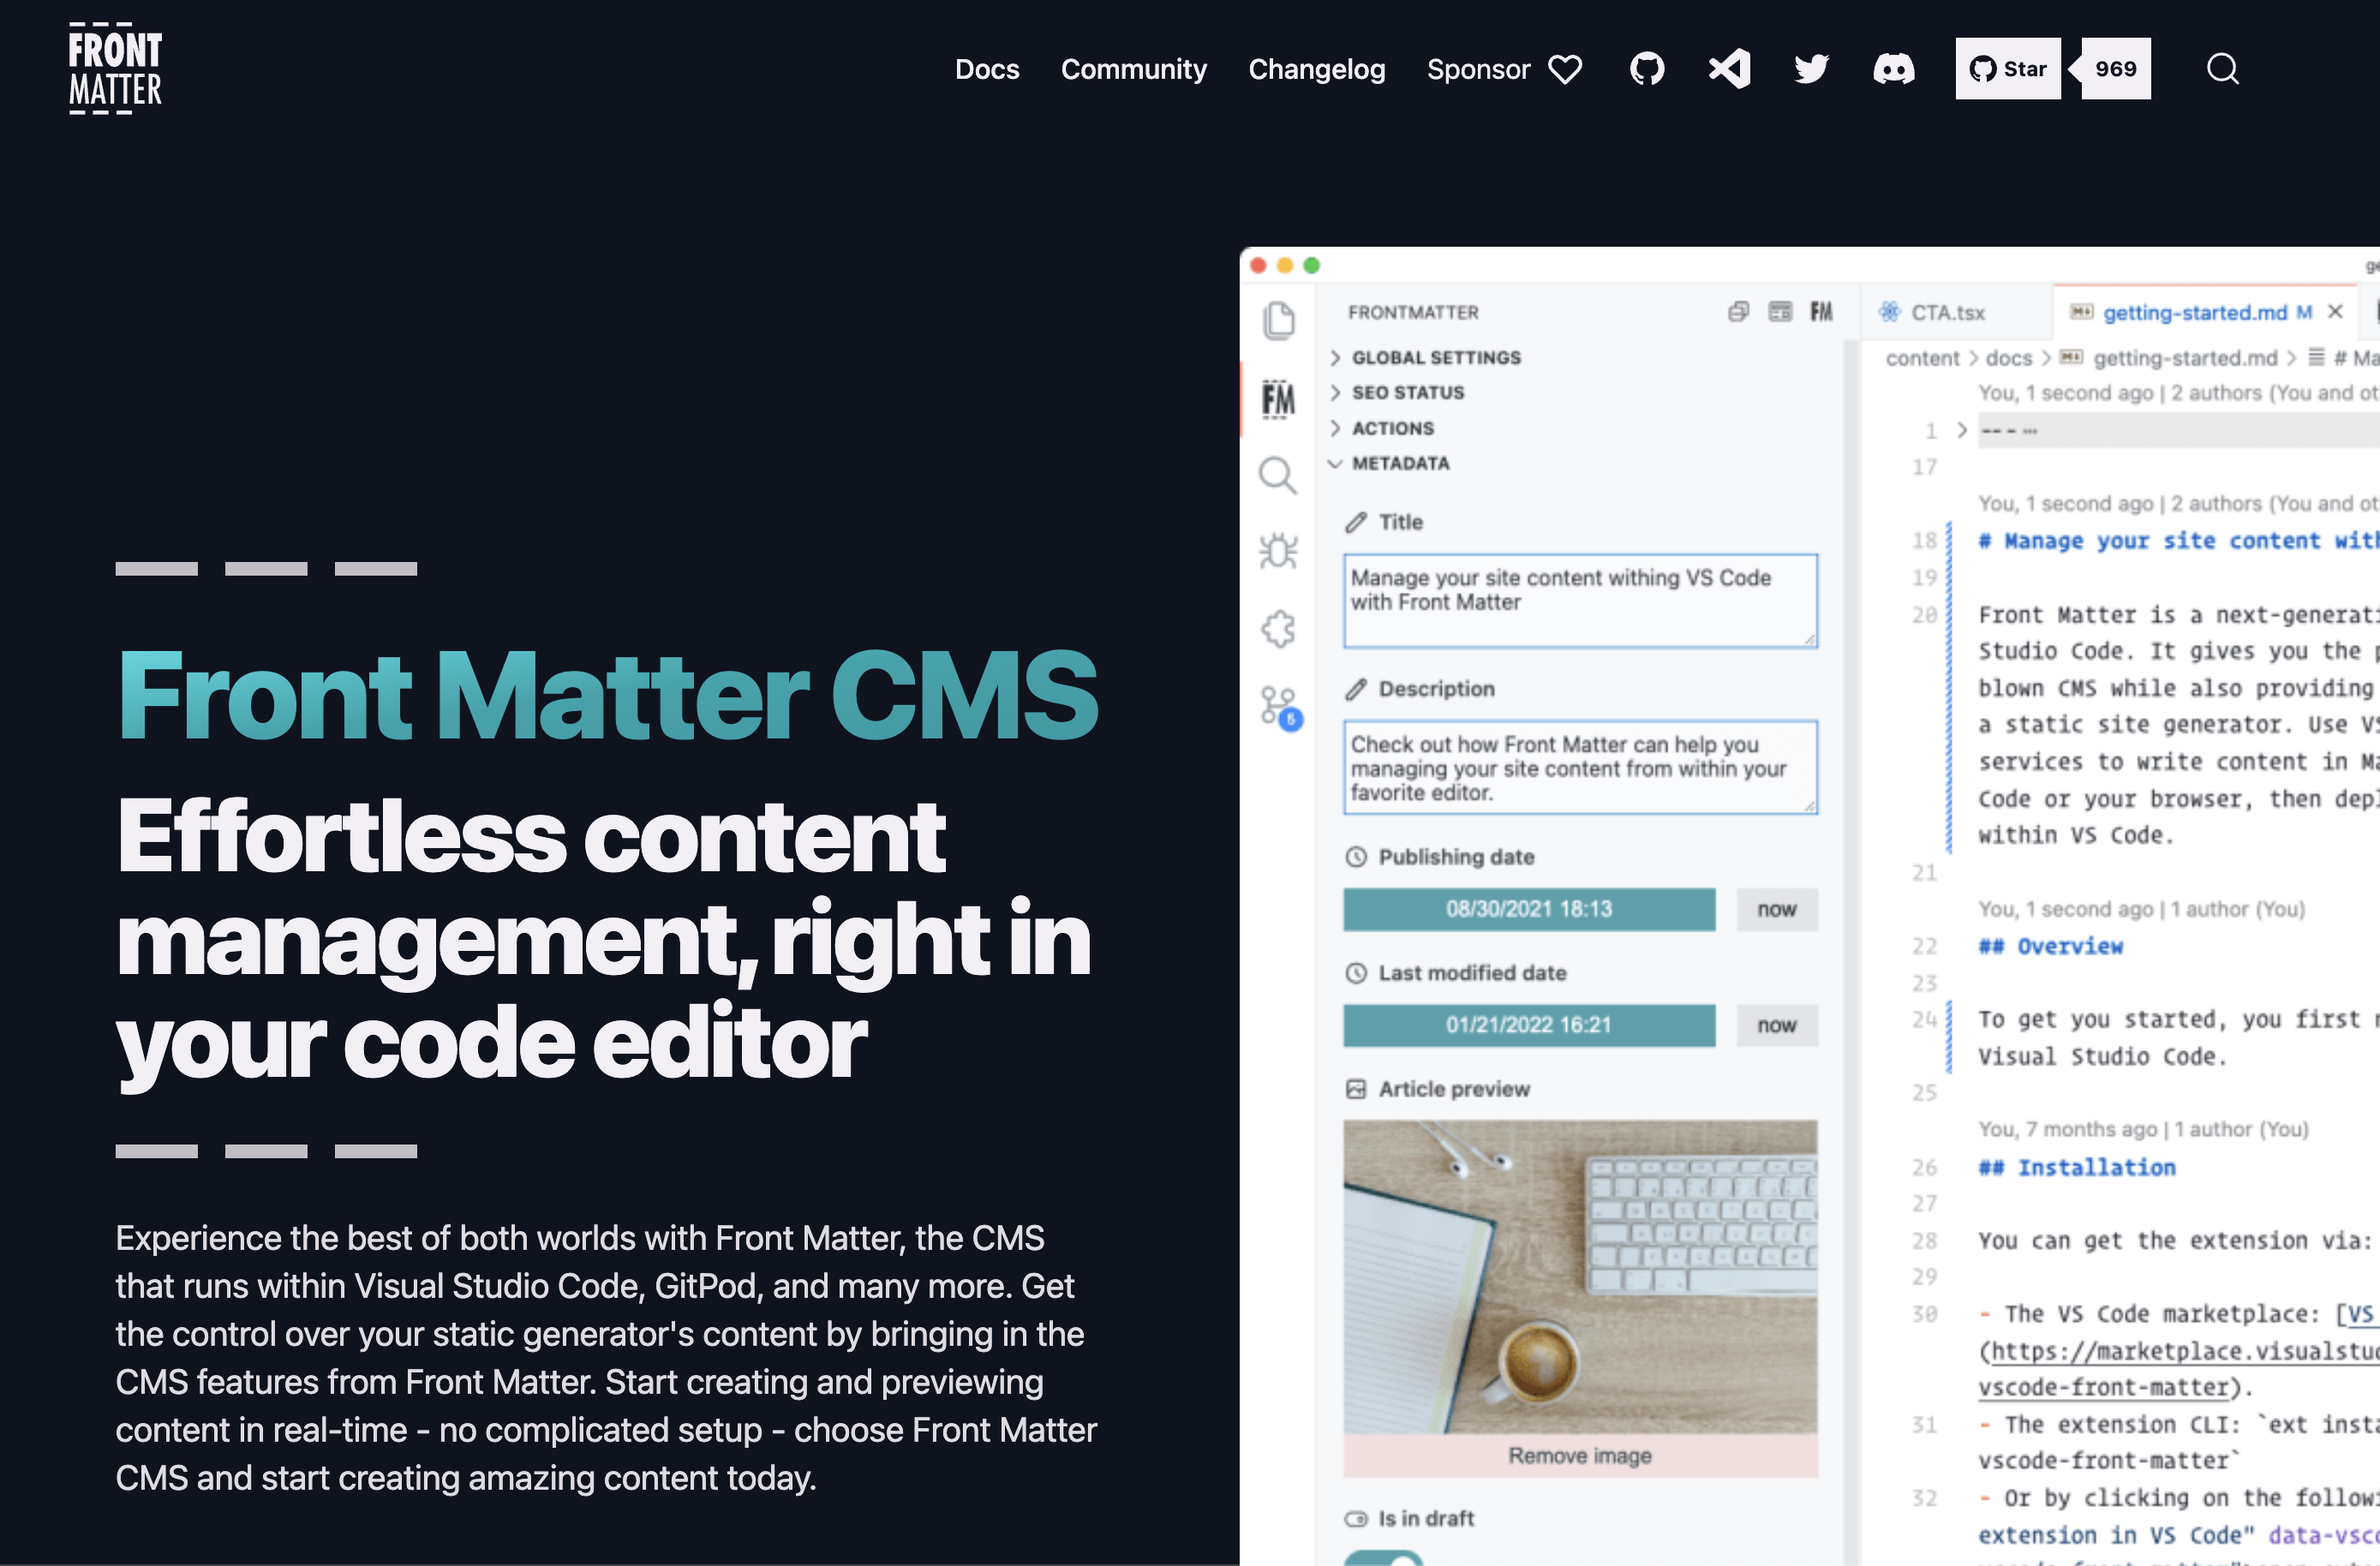 FRONT
MATTER
Docs Community Changelog Sponsor Star 969
Front Matter CMS
Effortless content
management, right in
your code editor
Experience the best of both worlds with Front Matter, the CMS
that runs within Visual Studio Code, GitPod, and many more. Get
the control over your static generator's content by bringing in the
CMS features from Front Matter. Start creating and previewing
content in real-time - no complicated setup - choose Front Matter
CMS and start creating amazing content today.
FM
5
FRONTMATTER FM
GLOBAL SETTINGS
SEO STATUS
ACTIONS
METADATA
Title
Manage your site content withing VS Code
with Front Matter
Description
Check out how Front Matter can help you
managing your site content from within your
favorite editor.
Publishing date
08/30/2021 18:13 now
Last modified date
01/21/2022 16:21 now
Article preview
Remove image
Is in draft
CTA.tsx getting-started.md M
content > docs > getting-started.md > # Ma
You, 1 second ago | 2 authors (You and ot
1 > ---…
17
You, 1 second ago | 2 authors (You and ot
18 # Manage your site content with
19
20 Front Matter is a next-generati
Studio Code. It gives you the p
blown CMS while also providing
a static site generator. Use VS
services to write content in Ma
Code or your browser, then depl
within VS Code.
21
You, 1 second ago | 1 author (You)
22 ## Overview
23
24 To get you started, you first
Visual Studio Code.
25
You, 7 months ago | 1 author (You)
26 ## Installation
27
28 You can get the extension via:
29
30 - The VS Code marketplace: [VS
(https://marketplace.visualstu
vscode-front-matter).
31 - The extension CLI: `ext insta
vscode-front-matter`
32 - Or by clicking on the followi
extension in VS Code" data-vsc